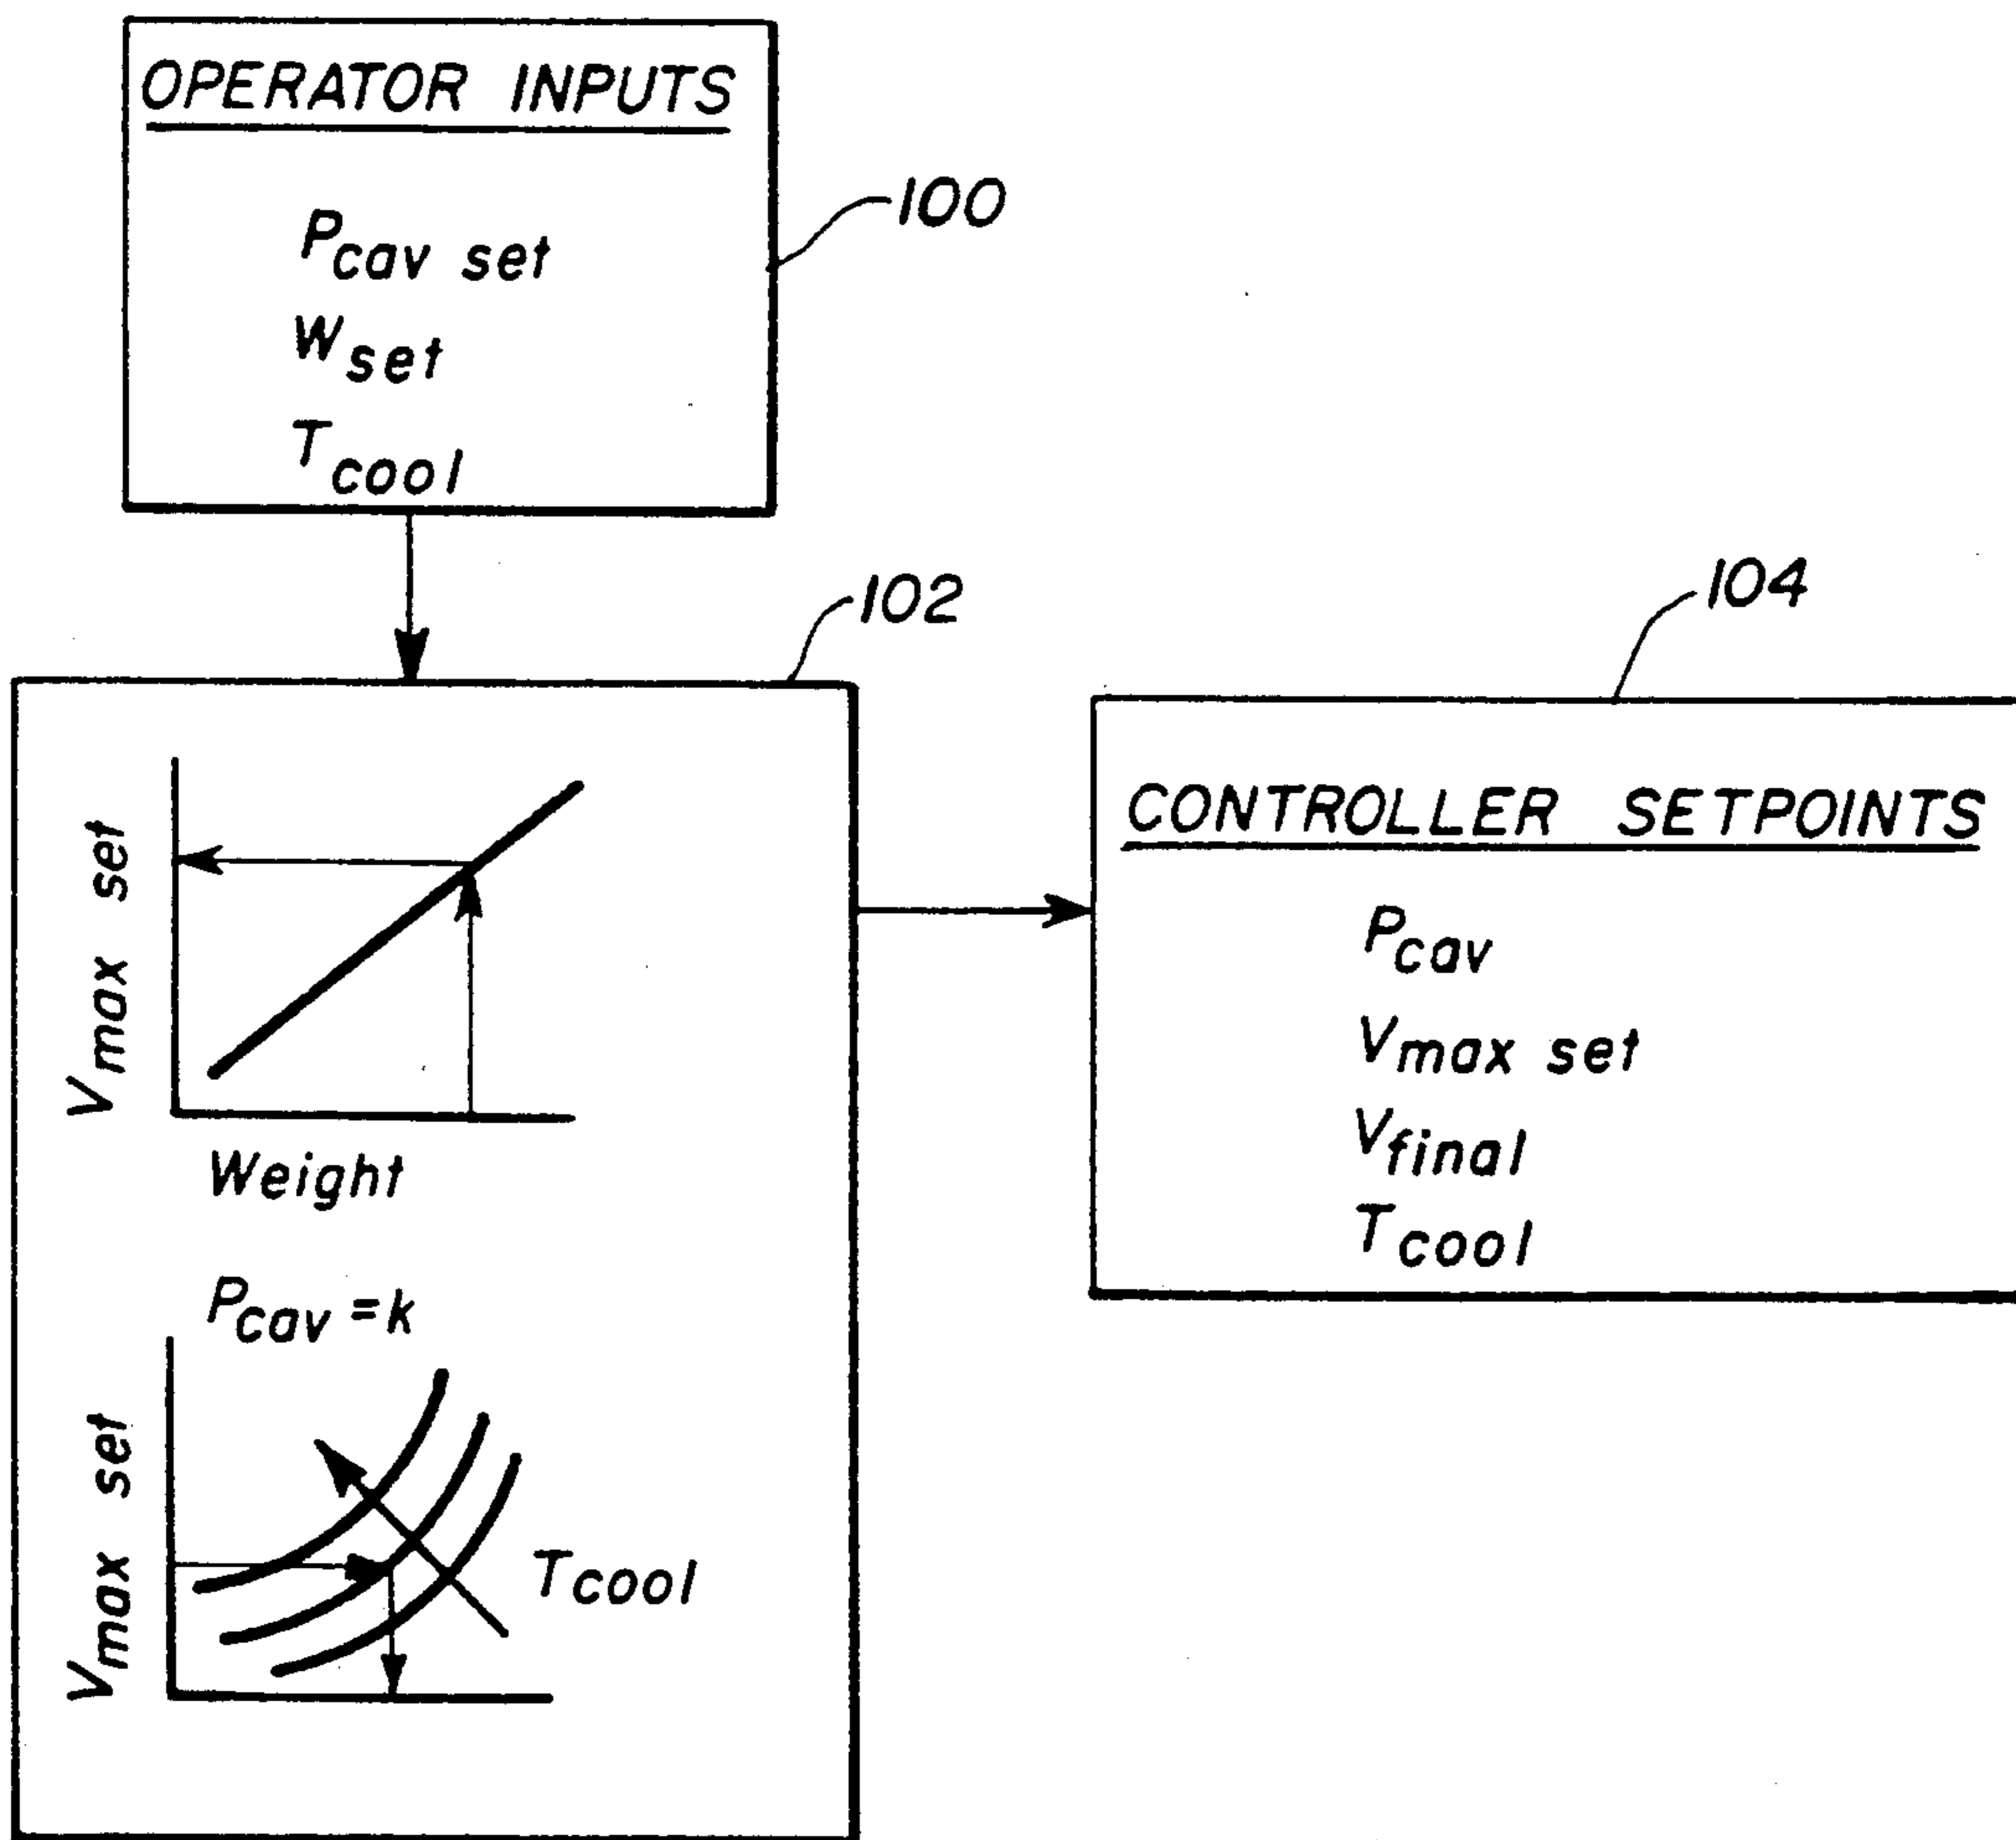 OPERATOR INPUTS
Pcav set
Wset
Tcool
100
102
Vmax set
Weight
Pcav = k
Vmax set
Tcool
104
CONTROLLER SETPOINTS
Pcav
Vmax set
Vfinal
Tcool